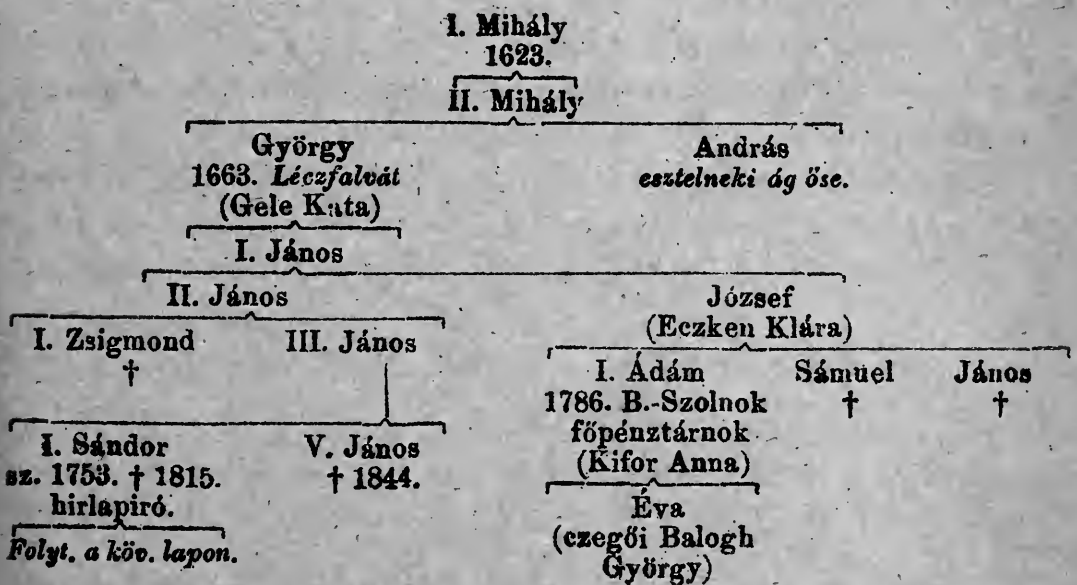 I. Mihály
1623.
II. Mihály
György András
1663. Léczfalvát esztelneki ág őse.
(Gele Kata)
I. János
II. János József
(Eczken Klára)
I. Zsigmond III. János
† 
I. Ádám Sámuel János
1786. B.-Szolnok † †
főpénztárnok
(Kifor Anna)
I. Sándor V. János
sz. 1753. † 1815. † 1844.
hirlapiró.
Éva
(czegői Balogh
György)
Folyt. a köv. lapon.